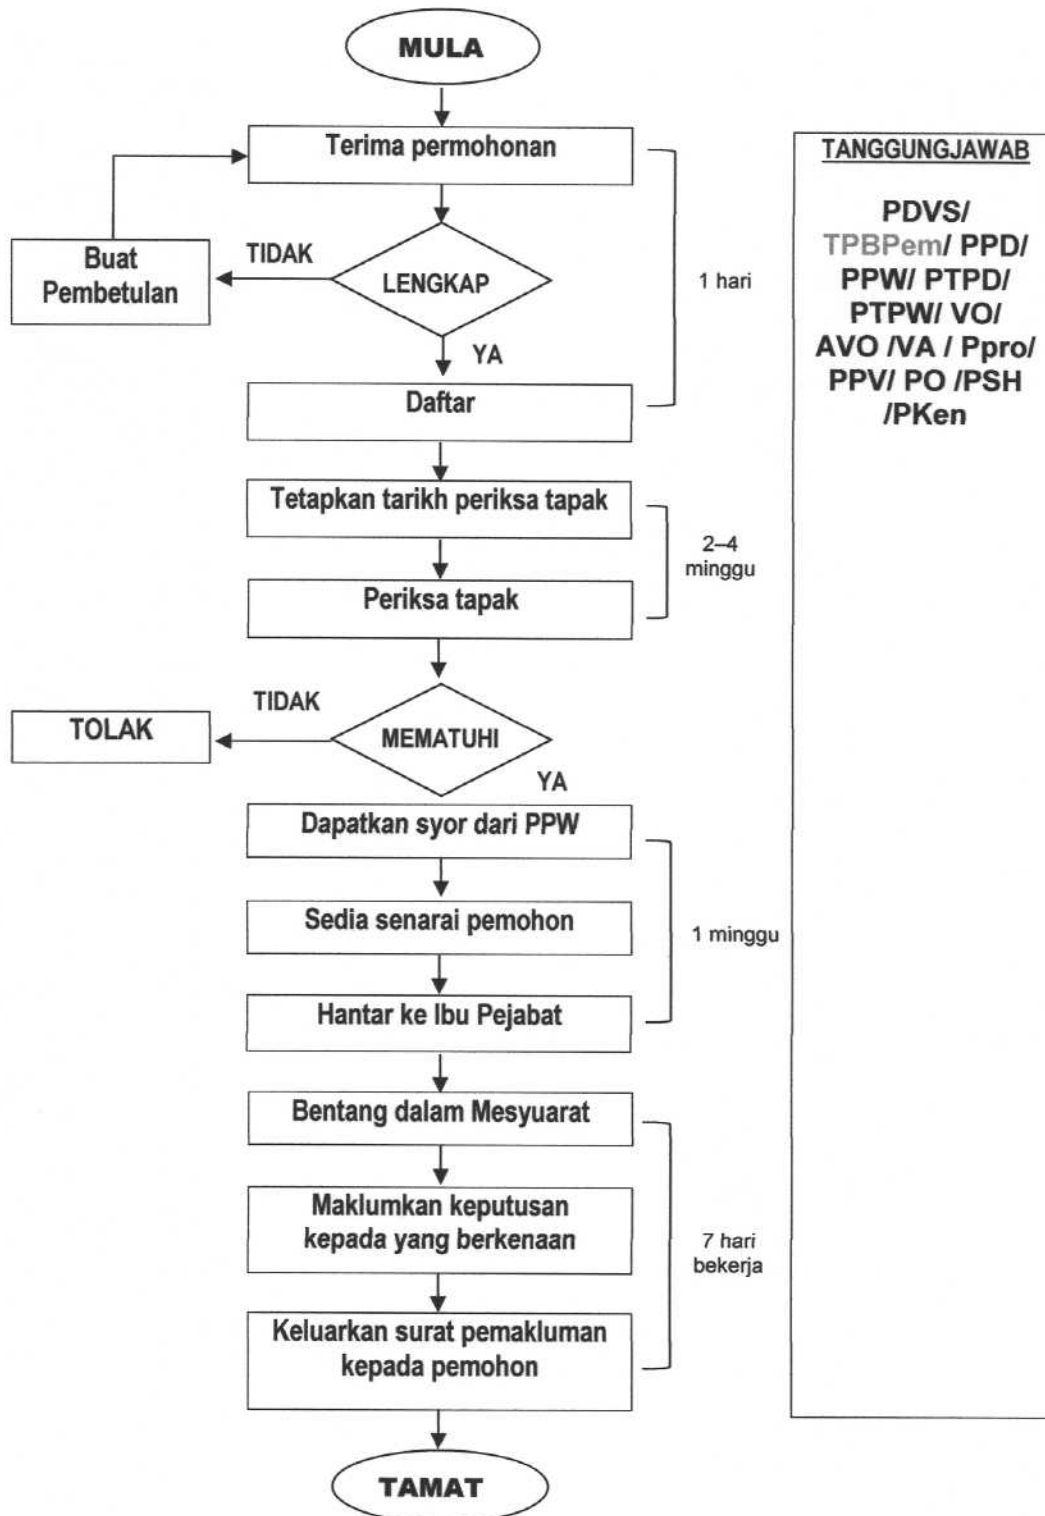 MULA
Terima permohonan
LENGKAP
TIDAK
Buat
Pembetulan
YA
Daftar
1 hari
Tetapkan tarikh periksa tapak
Periksa tapak
2–4
minggu
MEMATUHI
TIDAK
TOLAK
YA
Dapatkan syor dari PPW
Sedia senarai pemohon
Hantar ke Ibu Pejabat
1 minggu
Bentang dalam Mesyuarat
Maklumkan keputusan
kepada yang berkenaan
Keluarkan surat pemakluman
kepada pemohon
7 hari
bekerja
TAMAT
TANGGUNGJAWAB
PDVS/
TPBPem/ PPD/
PPW/ PTPD/
PTPW/ VO/
AVO /VA / Ppro/
PPV/ PO /PSH
/PKen